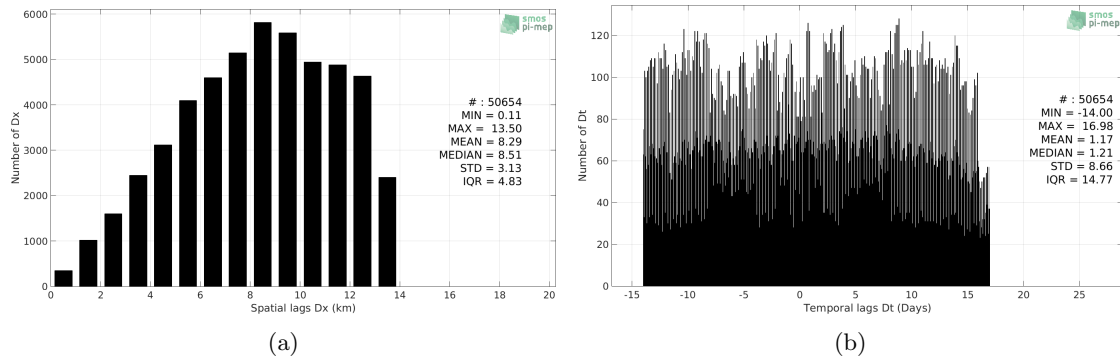 6000
5000
4000
3000
2000
1000
0
Number of Dx
smos
pi-mep
# : 50654
MIN = 0.11
MAX = 13.50
MEAN = 8.29
MEDIAN = 8.51
STD = 3.13
IQR = 4.83
0 2 4 6 8 10 12 14 16 18 20
Spatial lags Dx (km)
(a)
120
100
80
60
40
20
0
Number of Dt
smos
pi-mep
# : 50654
MIN = -14.00
MAX = 16.98
MEAN = 1.17
MEDIAN = 1.21
STD = 8.66
IQR = 14.77
-15 -10 -5 0 5 10 15 20 25
Temporal lags Dt (Days)
(b)